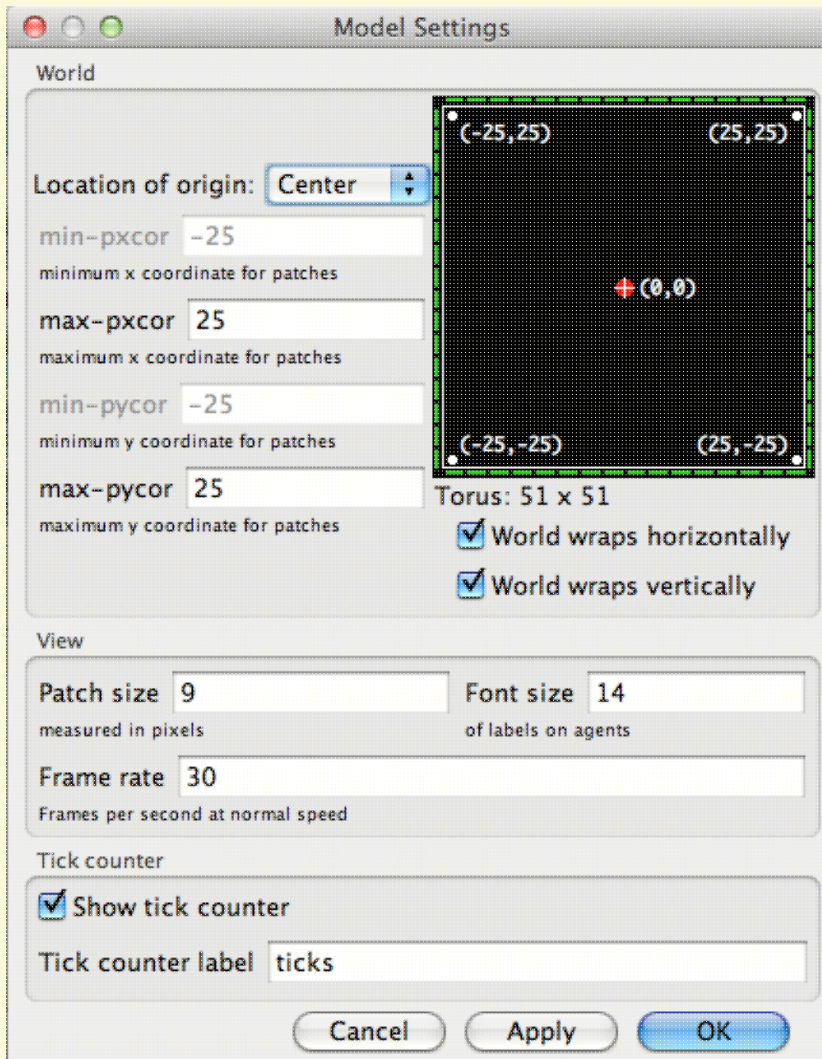 Model Settings
World
(-25,25) (25,25)
Location of origin: Center
min-pxcor -25
minimum x coordinate for patches
(0,0)
max-pxcor 25
maximum x coordinate for patches
min-pycor -25
minimum y coordinate for patches
(-25,-25) (25,-25)
max-pycor 25
Torus: 51 x 51
maximum y coordinate for patches
World wraps horizontally
World wraps vertically
View
Patch size 9 Font size 14
measured in pixels of labels on agents
Frame rate 30
Frames per second at normal speed
Tick counter
Show tick counter
Tick counter label ticks
Cancel Apply OK